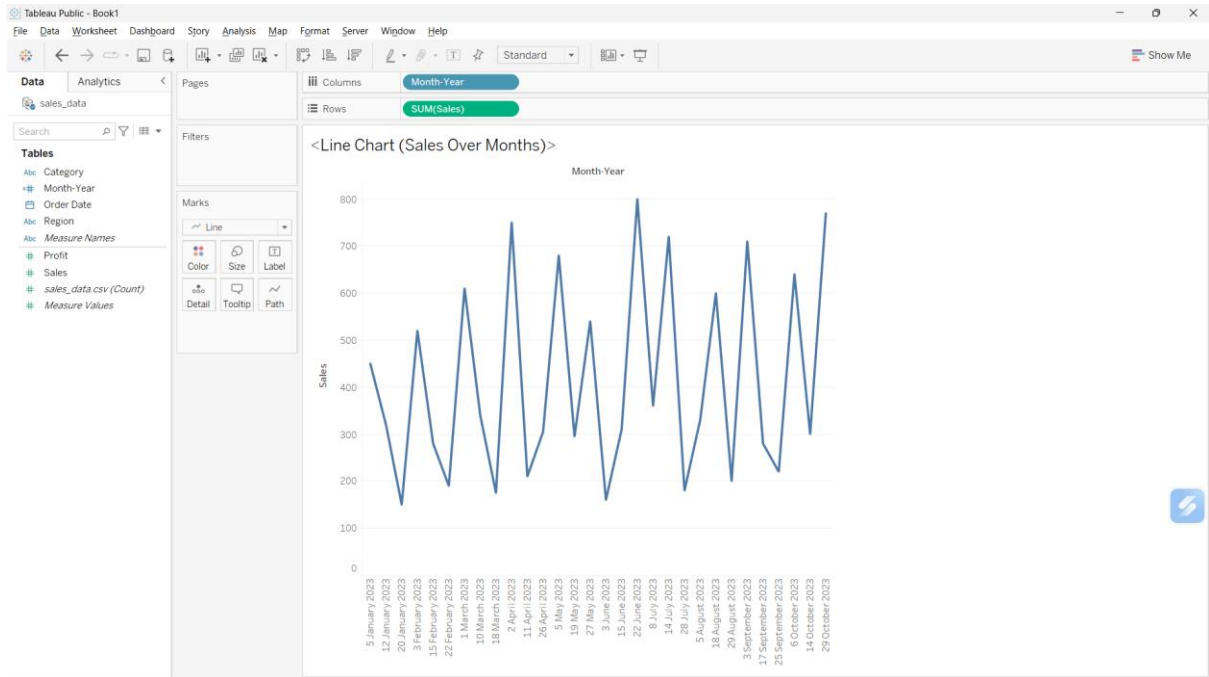 Tableau Public - Book1
File Data Worksheet Dashboard Story Analysis Map Format Server Window Help
Standard
Show Me
Data Analytics
sales_data
Search
Tables
Abc Category
Month-Year
Order Date
Abc Region
Abc Measure Names
# Profit
# Sales
# sales_data.csv (Count)
# Measure Values
Pages
Filters
Marks
Line
Color Size Label
Detail Tooltip Path
Columns Month-Year
Rows SUM(Sales)
<Line Chart (Sales Over Months)>
Month-Year
Sales
800
700
600
500
400
300
200
100
0
5 January 2023
12 January 2023
20 January 2023
3 February 2023
15 February 2023
22 February 2023
1 March 2023
10 March 2023
18 March 2023
2 April 2023
11 April 2023
26 April 2023
5 May 2023
19 May 2023
27 May 2023
3 June 2023
15 June 2023
22 June 2023
8 July 2023
14 July 2023
28 July 2023
5 August 2023
18 August 2023
29 August 2023
3 September 2023
17 September 2023
25 September 2023
6 October 2023
14 October 2023
29 October 2023